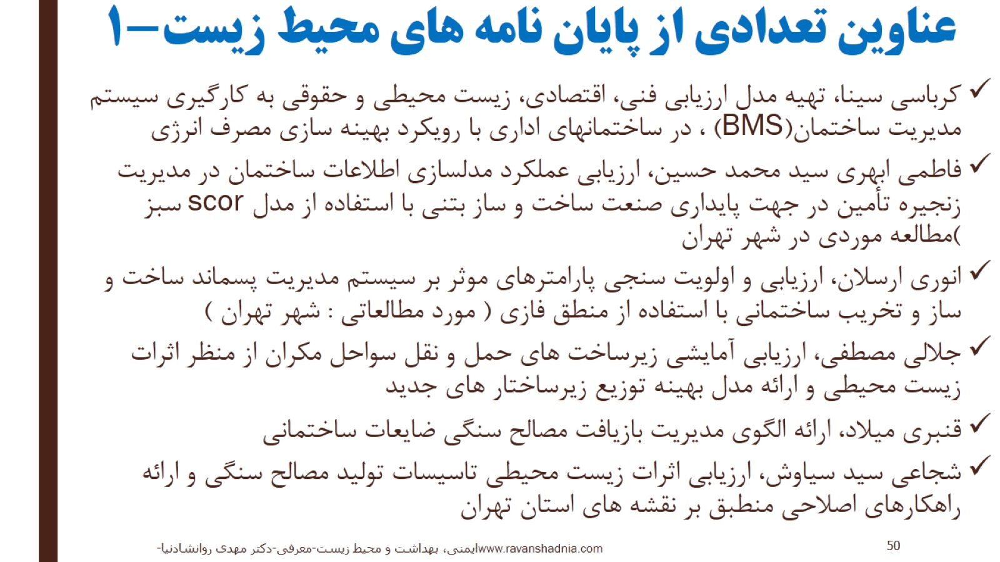 عناوین تعدادی از پایان نامه های محیط زیست–۱
✓ کرباسی سینا، تهیه مدل ارزیابی فنی، اقتصادی، زیست محیطی و حقوقی به کارگیری سیستم
مدیریت ساختمان(BMS) ، در ساختمانهای اداری با رویکرد بهینه سازی مصرف انرژی
✓ فاطمی ابهری سید محمد حسین، ارزیابی عملکرد مدلسازی اطلاعات ساختمان در مدیریت
زنجیره تأمین در جهت پایداری صنعت ساخت و ساز بتنی با استفاده از مدل scor سبز
)مطالعه موردی در شهر تهران
✓ انوری ارسلان، ارزیابی و اولویت سنجی پارامترهای موثر بر سیستم مدیریت پسماند ساخت و
ساز و تخریب ساختمانی با استفاده از منطق فازی ( مورد مطالعاتی : شهر تهران )
✓ جلالی مصطفی، ارزیابی آمایشی زیرساخت های حمل و نقل سواحل مکران از منظر اثرات
زیست محیطی و ارائه مدل بهینه توزیع زیرساختار های جدید
✓ قنبری میلاد، ارائه الگوی مدیریت بازیافت مصالح سنگی ضایعات ساختمانی
✓ شجاعی سید سیاوش، ارزیابی اثرات زیست محیطی تاسیسات تولید مصالح سنگی و ارائه
راهکارهای اصلاحی منطبق بر نقشه های استان تهران
www.ravanshadnia.comایمنی، بهداشت و محیط زیست-معرفی-دکتر مهدی روانشادنیا-
50